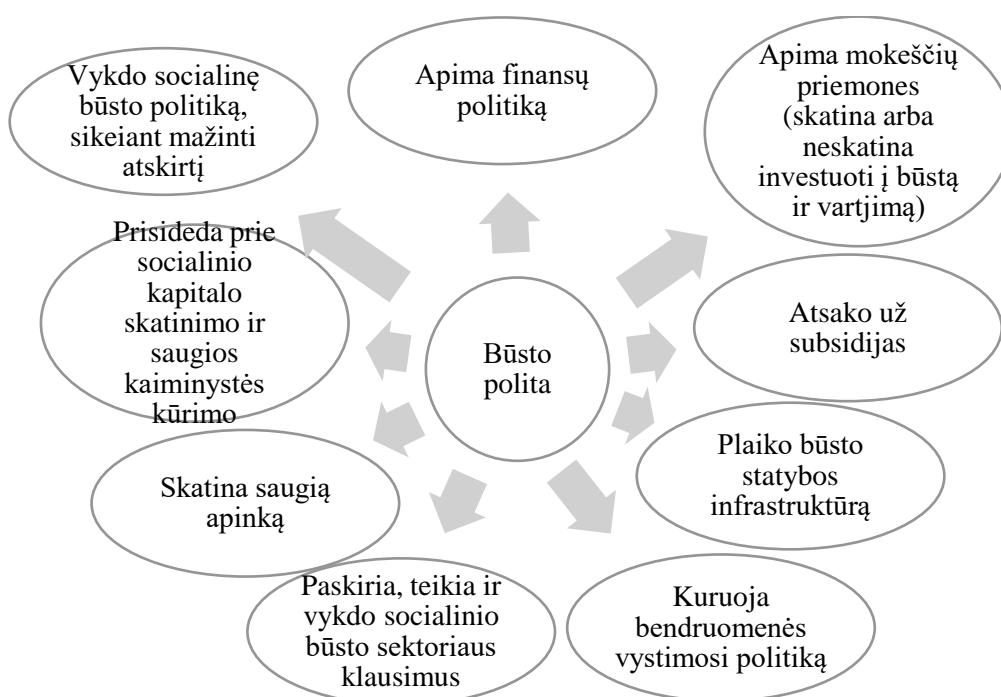 Vykdo socialinę
būsto politiką,
sikeiant mažinti
atskirtį
Apima finansų
politiką
Apima mokeščių
priemones
(skatina arba
neskatina
investuoti į būstą
ir vartjimą)
Prisideda prie
socialinio
kapitalo
skatinimo ir
saugios
kaiminystės
kūrimo
Būsto
polita
Atsako už
subsidijas
Skatina saugią
apinką
Plaiko būsto
statybos
infrastruktūrą
Paskiria, teikia ir
vykdo socialinio
būsto sektoriaus
klausimus
Kuruoja
bendruomenės
vystimosi politiką